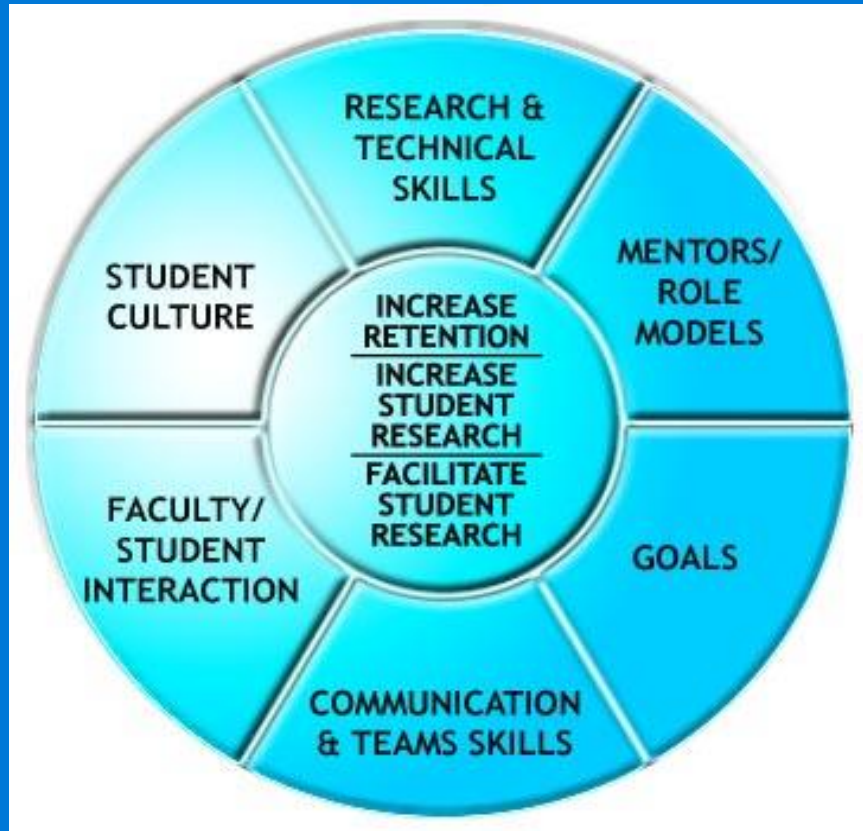 RESEARCH &
TECHNICAL
SKILLS
MENTORS/
ROLE
MODELS
GOALS
COMMUNICATION
& TEAMS SKILLS
FACULTY/
STUDENT
INTERACTION
STUDENT
CULTURE
INCREASE
RETENTION
INCREASE
STUDENT
RESEARCH
FACILITATE
STUDENT
RESEARCH